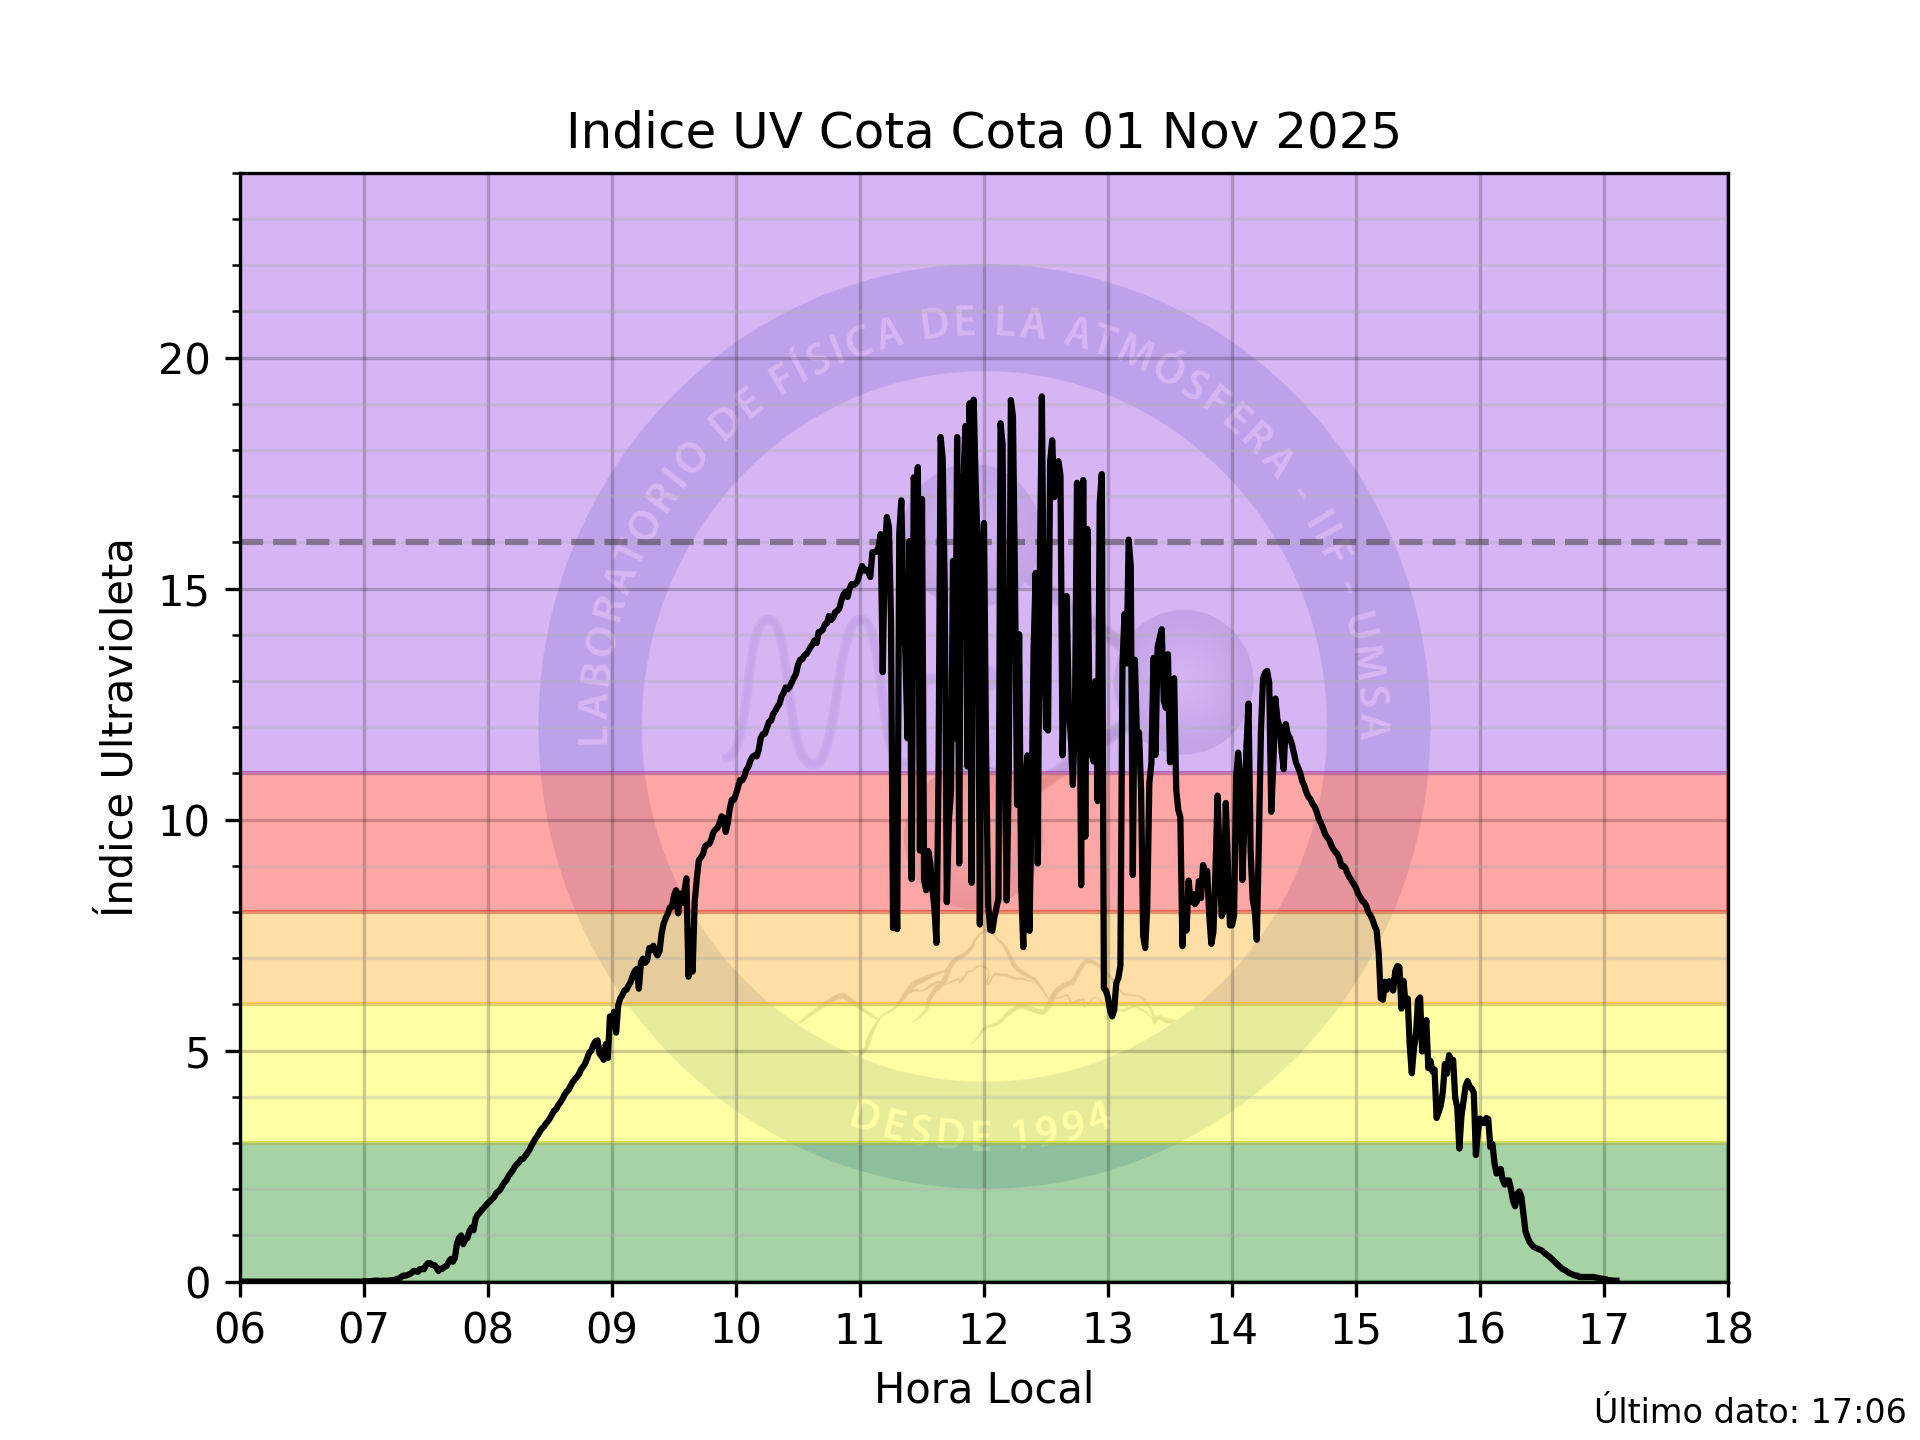 Indice UV Cota Cota 01 Nov 2025
Índice Ultravioleta
20
15
10
5
0
LABORATORIO DE FÍSICA DE LA ATMÓSFERA - IIF - UMSA
DESDE 1994
06 07 08 09 10 11 12 13 14 15 16 17 18
Hora Local
Último dato: 17:06